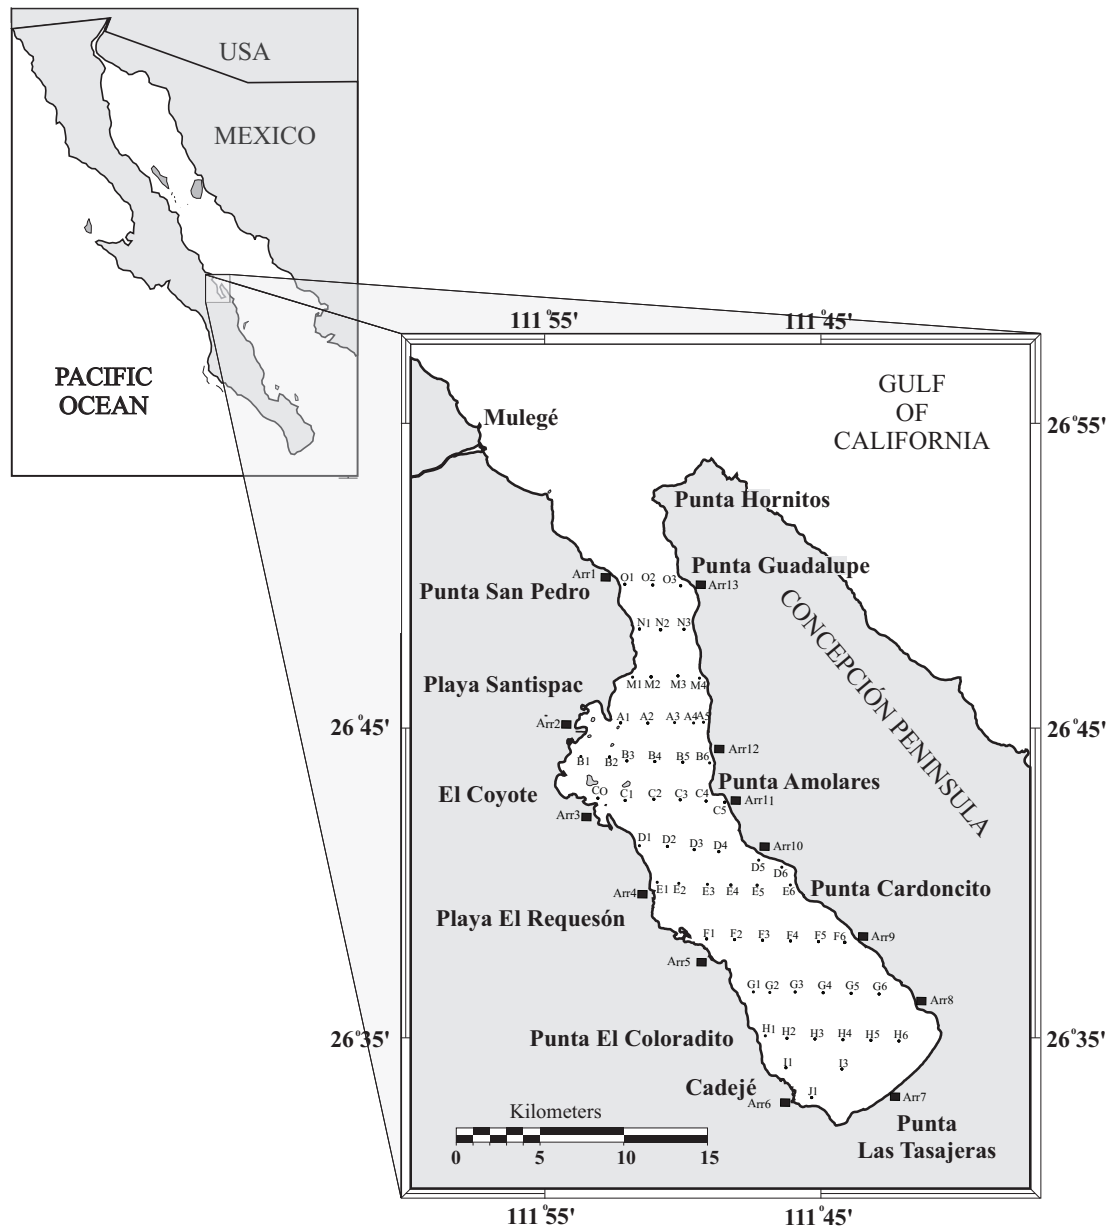 USA
MEXICO
PACIFIC
OCEAN
111°55'
111°45'
GULF
OF
CALIFORNIA
26°55'
26°55'
Mulegé
Punta Hornitos
Punta Guadalupe
Arr1
O1
O2
O3
Arr13
Punta San Pedro
CONCEPCIÓN PENINSULA
N1
N2
N3
Playa Santispac
M1
M2
M3
M4
26°45'
Arr2
A1
A2
A3
A4
A5
26°45'
Arr12
B1
B2
B3
B4
B5
B6
Punta Amolares
El Coyote
CO
C1
C2
C3
C4
C5
Arr11
Arr3
D1
D2
D3
D4
Arr10
D5
D6
Arr4
E1
E2
E3
E4
E5
E6
Punta Cardoncito
Playa El Requesón
F1
F2
F3
F4
F5
F6
Arr9
Arr5
G1
G2
G3
G4
G5
G6
Arr8
26°35'
Punta El Coloradito
H1
H2
H3
H4
H5
H6
26°35'
I1
I3
Cadejé
Arr6
J1
Arr7
Kilometers
Punta
Las Tasajeras
0
5
10
15
111°55'
111°45'